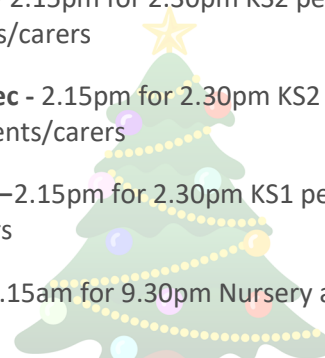 2.15pm for 2.30pm KS2 pe
s/carers
ec - 2.15pm for 2.30pm KS2
ents/carers
–2.15pm for 2.30pm KS1 pe
rs
.15am for 9.30pm Nursery a